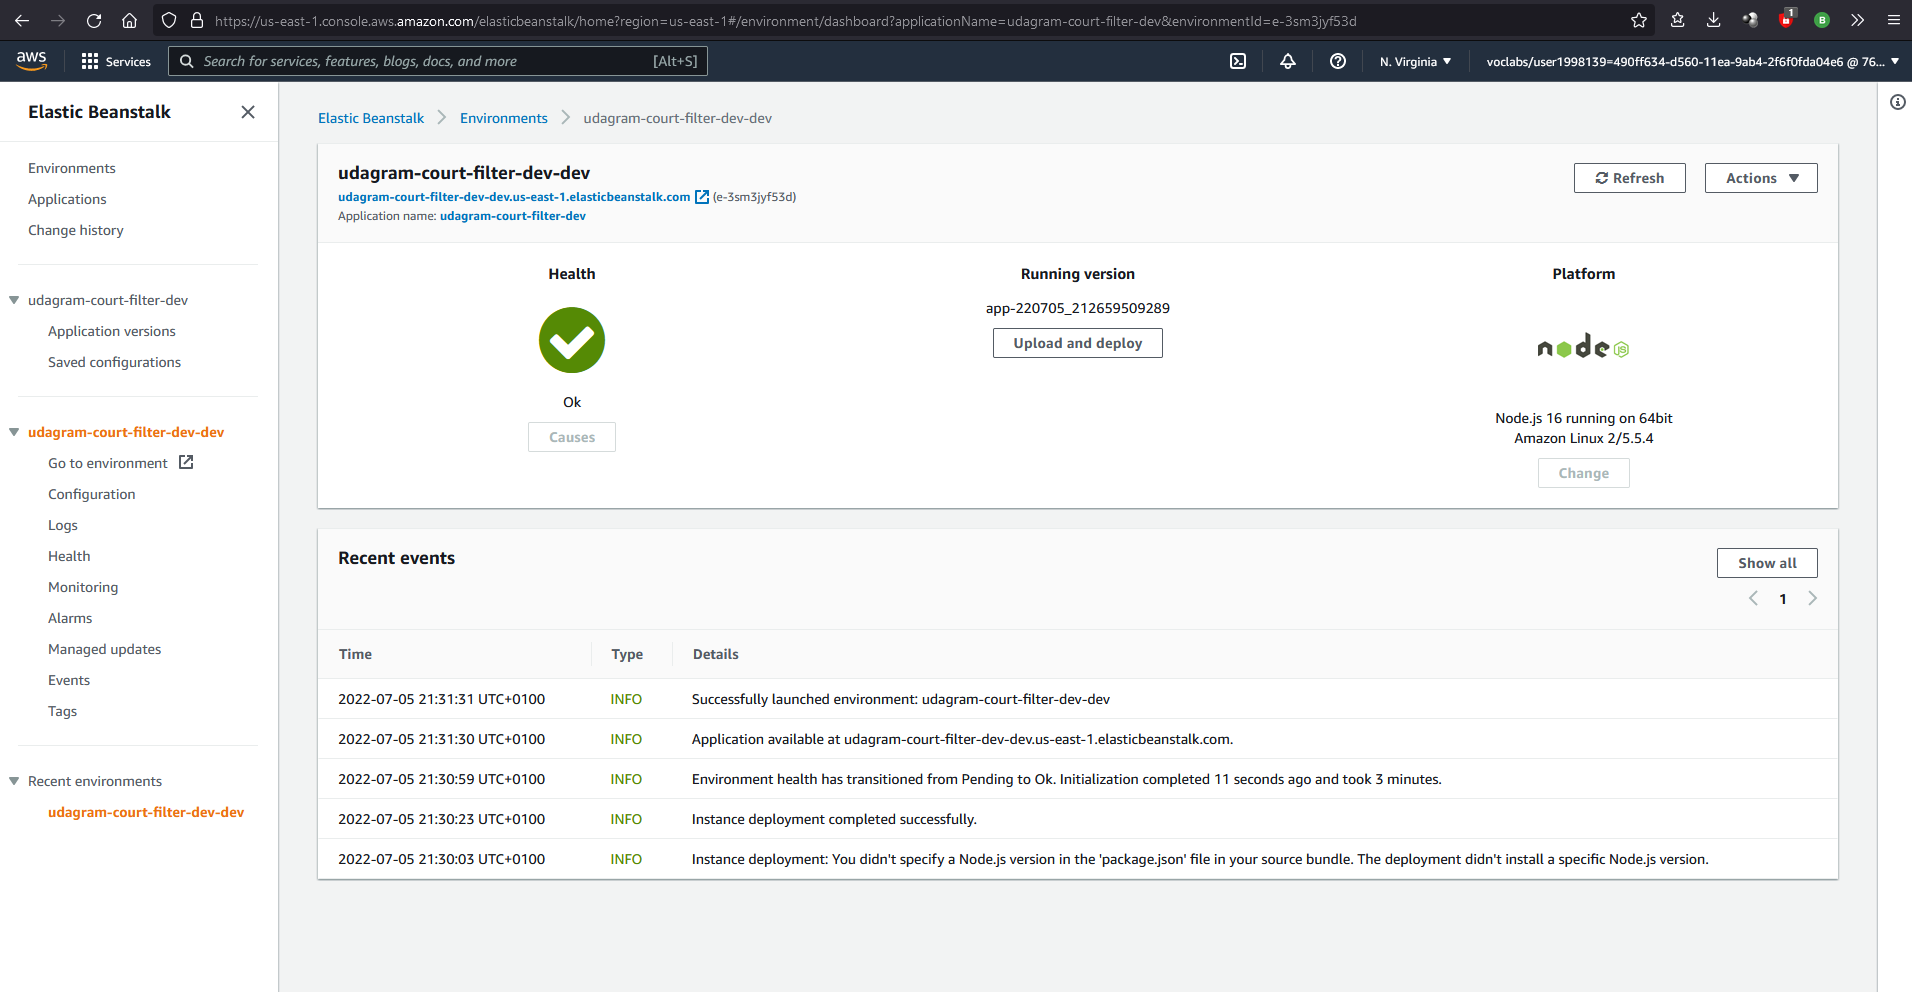 https://us-east-1.console.aws.amazon.com/elasticbeanstalk/home?region=us-east-1#/environment/dashboard?applicationName=udagram-court-filter-dev&environmentId=e-3sm3jyf53d
1
B
aws
Services
Search for services, features, blogs, docs, and more
[Alt+S]
N. Virginia
voclabs/user1998139=490ff634-d560-11ea-9ab4-2f6f0fda04e6 @ 76...
Elastic Beanstalk
Environments
Applications
Change history
udagram-court-filter-dev
Application versions
Saved configurations
udagram-court-filter-dev-dev
Go to environment
Configuration
Logs
Health
Monitoring
Alarms
Managed updates
Events
Tags
Recent environments
udagram-court-filter-dev-dev
Elastic Beanstalk
Environments
udagram-court-filter-dev-dev
udagram-court-filter-dev-dev
udagram-court-filter-dev-dev.us-east-1.elasticbeanstalk.com (e-3sm3jyf53d)
Application name: udagram-court-filter-dev
Refresh
Actions
Health
Ok
Causes
Running version
app-220705_212659509289
Upload and deploy
Platform
node JS
Node.js 16 running on 64bit
Amazon Linux 2/5.5.4
Change
Recent events
Show all
1
Time Type Details
2022-07-05 21:31:31 UTC+0100 INFO Successfully launched environment: udagram-court-filter-dev-dev
2022-07-05 21:31:30 UTC+0100 INFO Application available at udagram-court-filter-dev-dev.us-east-1.elasticbeanstalk.com.
2022-07-05 21:30:59 UTC+0100 INFO Environment health has transitioned from Pending to Ok. Initialization completed 11 seconds ago and took 3 minutes.
2022-07-05 21:30:23 UTC+0100 INFO Instance deployment completed successfully.
2022-07-05 21:30:03 UTC+0100 INFO Instance deployment: You didn't specify a Node.js version in the 'package.json' file in your source bundle. The deployment didn't install a specific Node.js version.